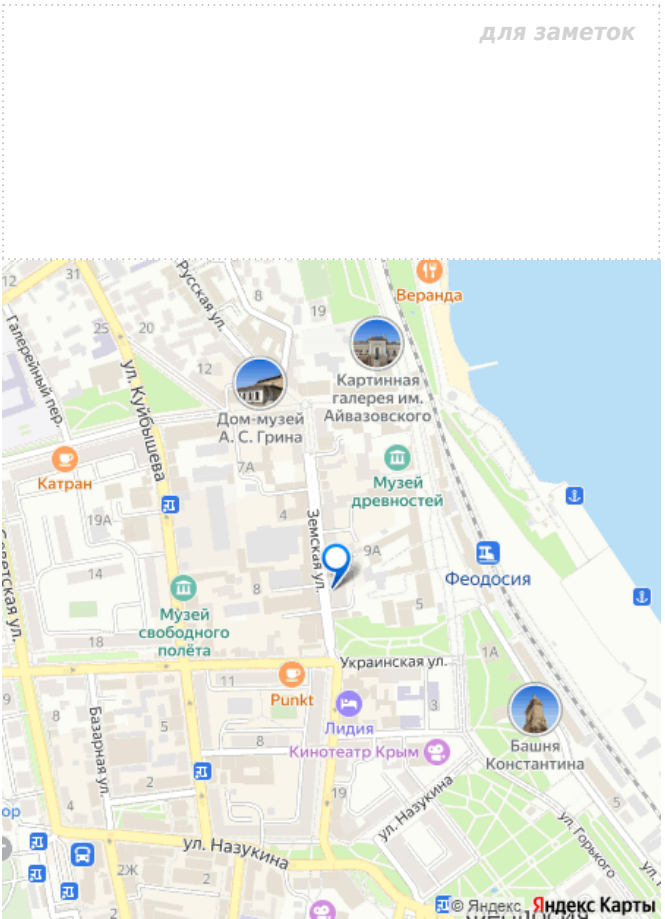 для заметок
12
31
Русская ул.
8
19
Веранда
Галерейный пер.
25
20
ул. Куйбышева
12
Картинная
галерея им.
Айвазовского
Дом-музей
А. С. Грина
7А
Катран
Музей
древностей
19А
4
Земская ул.
9А
Феодосия
Советская ул.
14
8
5
Музей
свободного
полёта
18
Украинская ул.
1А
9
11
Punkt
8
Базарная ул.
5
Лидия
3
8
Кинотеатр Крым
Башня
Константина
2
19
ул. Назукина
5
4
ул. Горького
ул. Назукина
2Ж
© Яндекс
Яндекс Карты